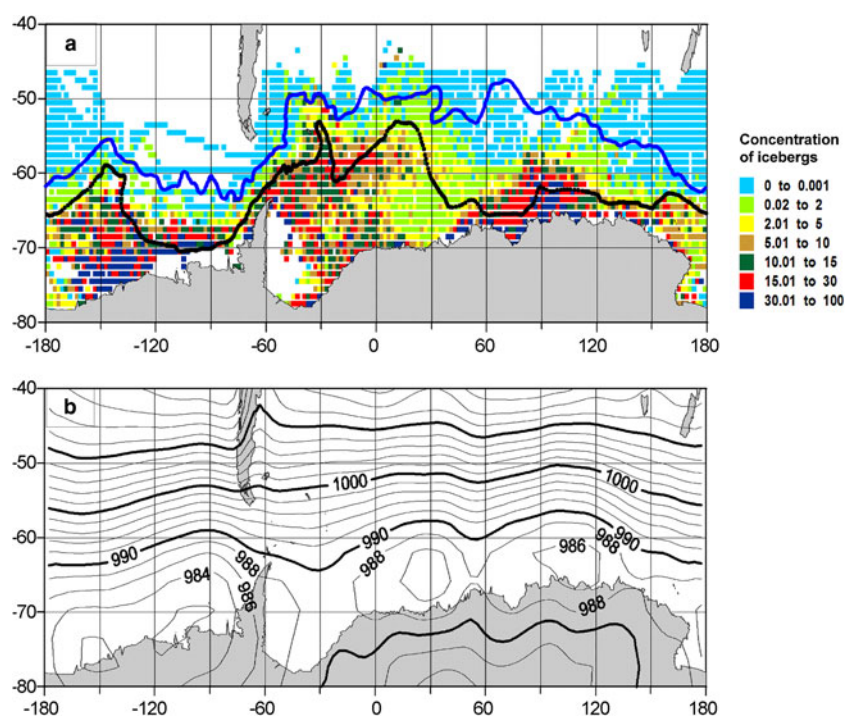 -40
a
-50
-60
-70
-80
-180 -120 -60 0 60 120 180
Concentration
of icebergs
0 to 0.001
0.02 to 2
2.01 to 5
5.01 to 10
10.01 to 15
15.01 to 30
30.01 to 100
-40
b
-50
1000 1000
-60
990 988 990 988 990
986
984 986 988
-70
988
-80
-180 -120 -60 0 60 120 180